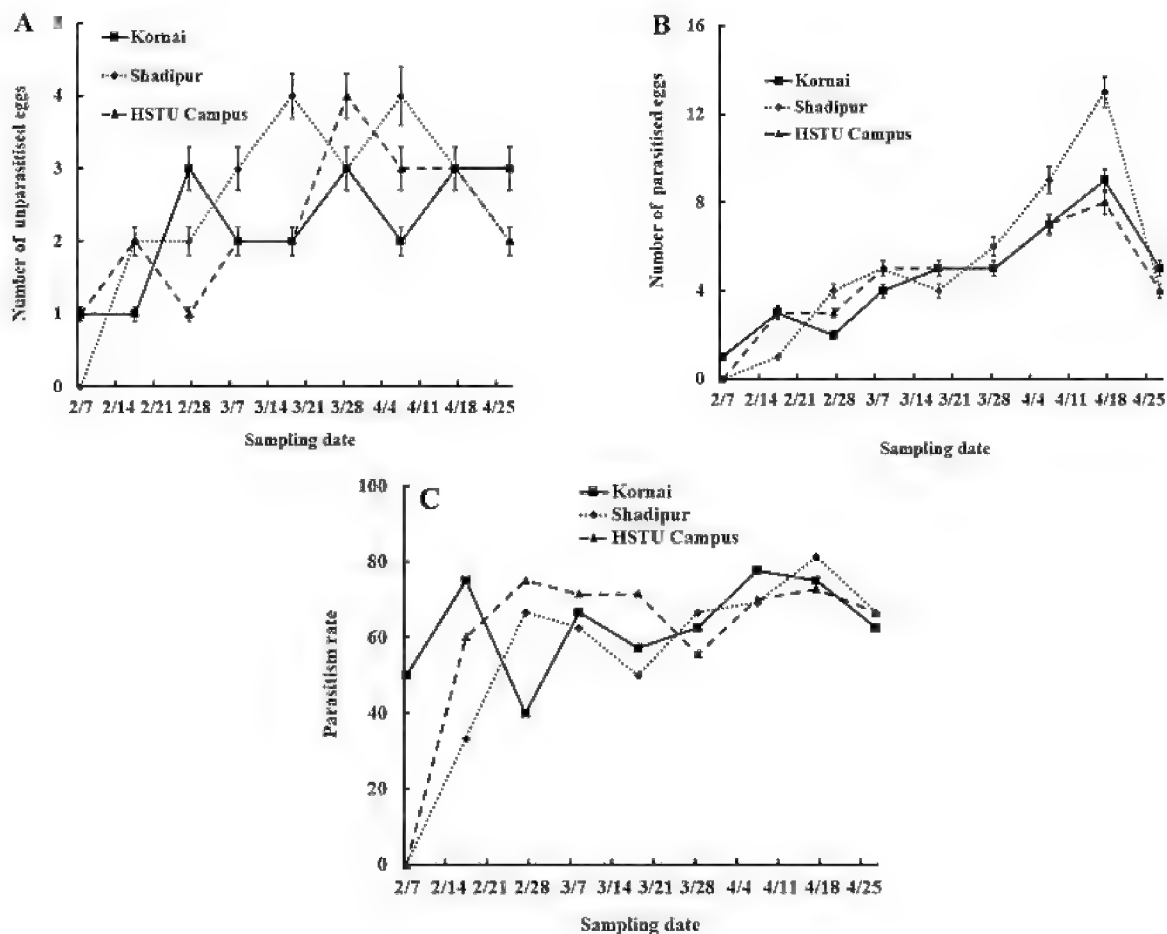 A
Kornai
Shadipur
HSTU Campus
Number of unparasitised eggs
4
3
2
1
0
2/7 2/14 2/21 2/28 3/7 3/14 3/21 3/28 4/4 4/11 4/18 4/25
Sampling date
B
Kornai
Shadipur
HSTU Campus
Number of parasitised eggs
16
12
8
4
0
2/7 2/14 2/21 2/28 3/7 3/14 3/21 3/28 4/4 4/11 4/18 4/25
Sampling date
C
Kornai
Shadipur
HSTU Campus
Parasitism rate
100
80
60
40
20
0
2/7 2/14 2/21 2/28 3/7 3/14 3/21 3/28 4/4 4/11 4/18 4/25
Sampling date